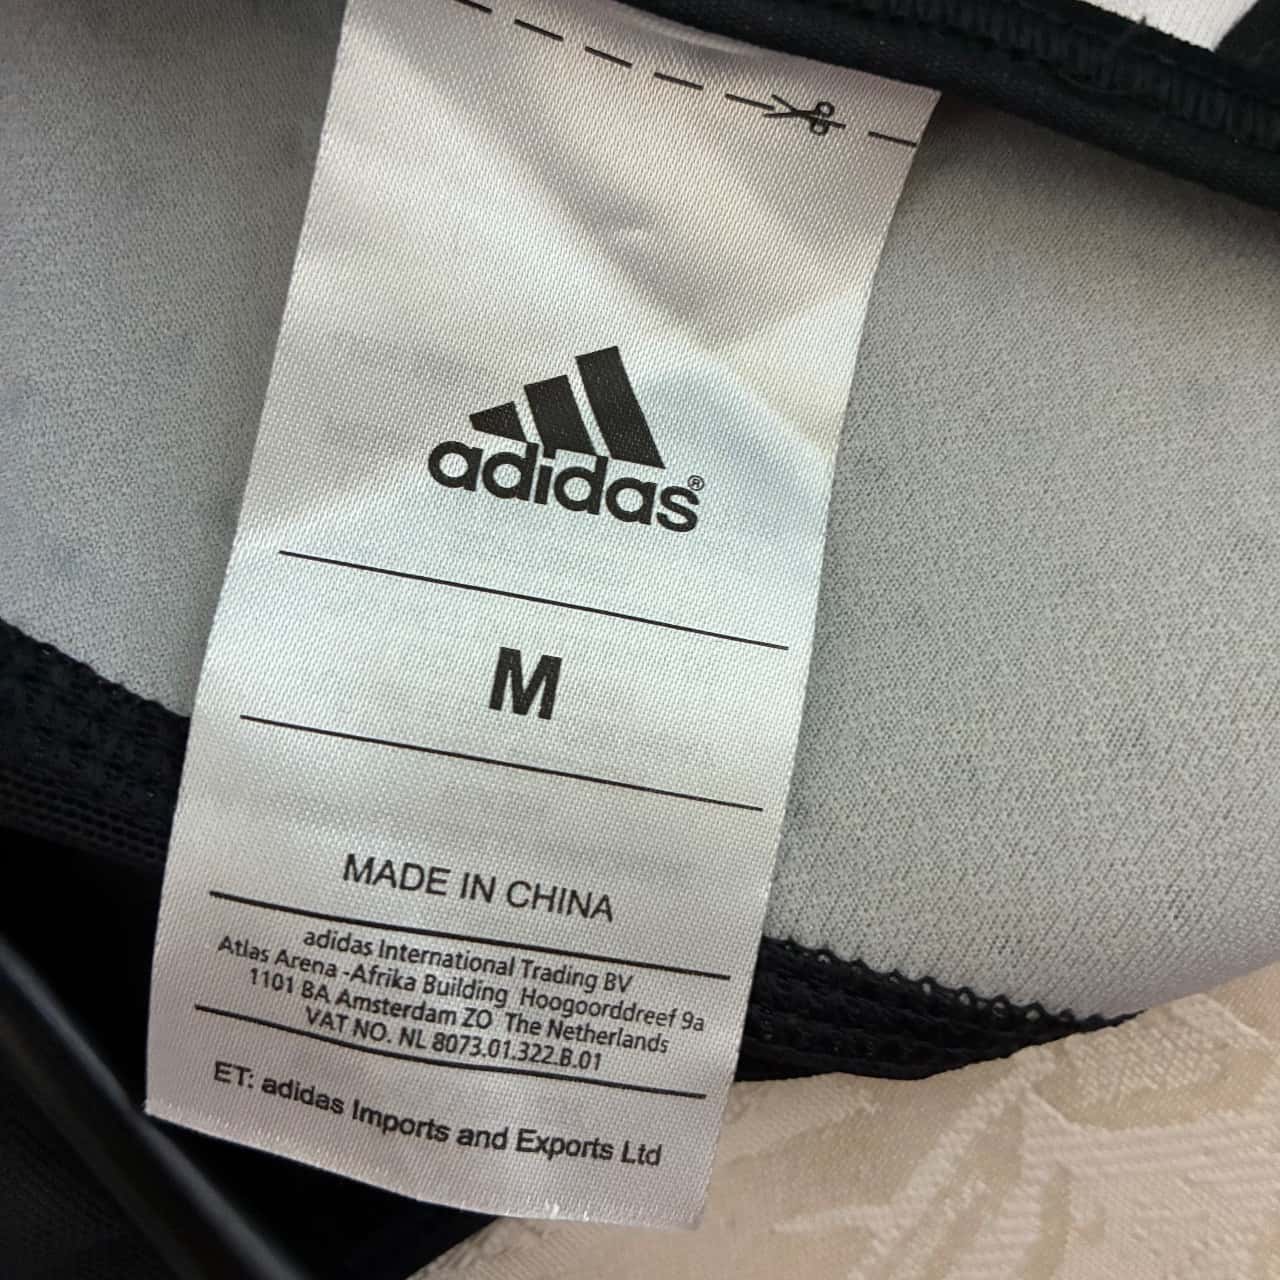 adidas®
M
MADE IN CHINA
adidas International Trading BV
Atlas Arena -Afrika Building Hoogoorddreef 9a
1101 BA Amsterdam ZO The Netherlands
VAT NO. NL 8073.01.322.B.01
ET: adidas Imports and Exports Ltd